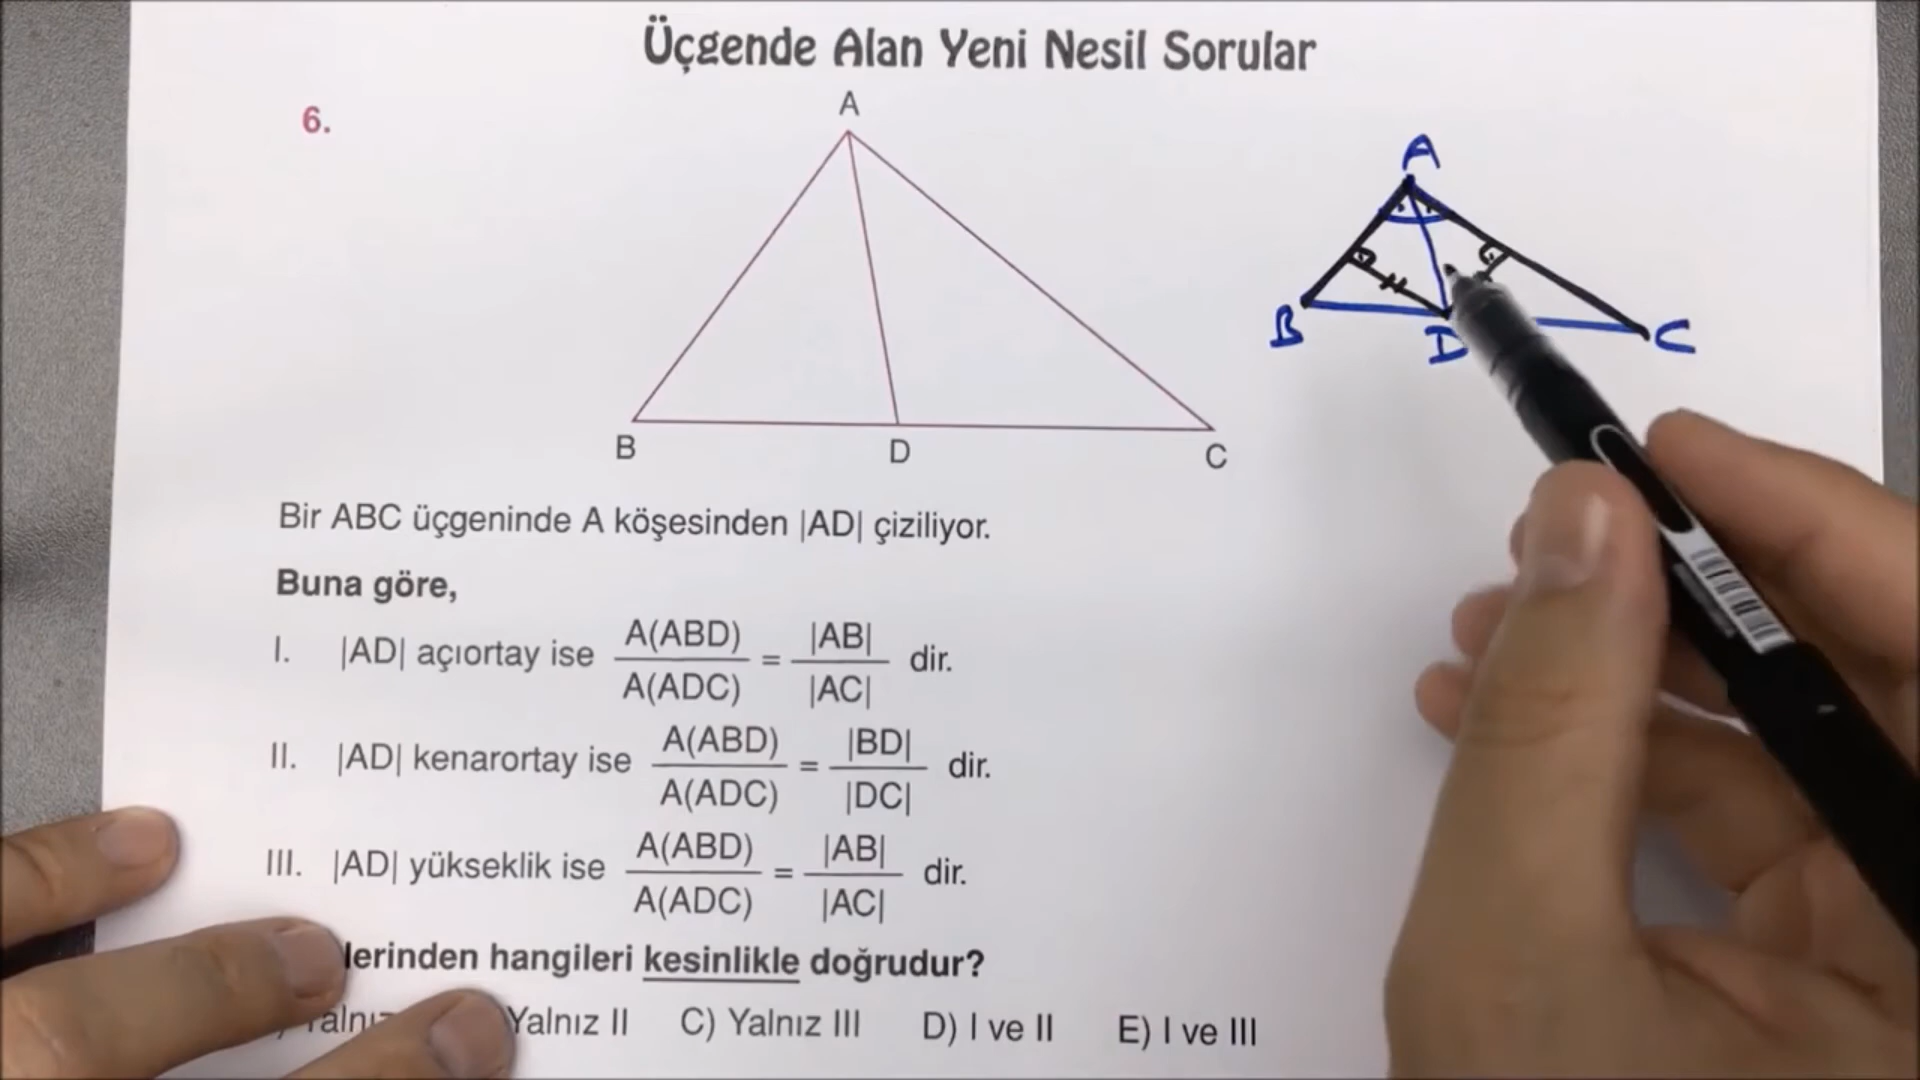 Üçgende Alan Yeni Nesil Sorular
6.
A
B
D
C
A
B
D
C
Bir ABC üçgeninde A köşesinden |AD| çiziliyor.
Buna göre,
I. |AD| açıortay ise A(ABD)/A(ADC) = |AB|/|AC| dir.
II. |AD| kenarortay ise A(ABD)/A(ADC) = |BD|/|DC| dir.
III. |AD| yükseklik ise A(ABD)/A(ADC) = |AB|/|AC| dir.
lerinden hangileri kesinlikle doğrudur?
Yalnız II C) Yalnız III D) I ve II E) I ve III